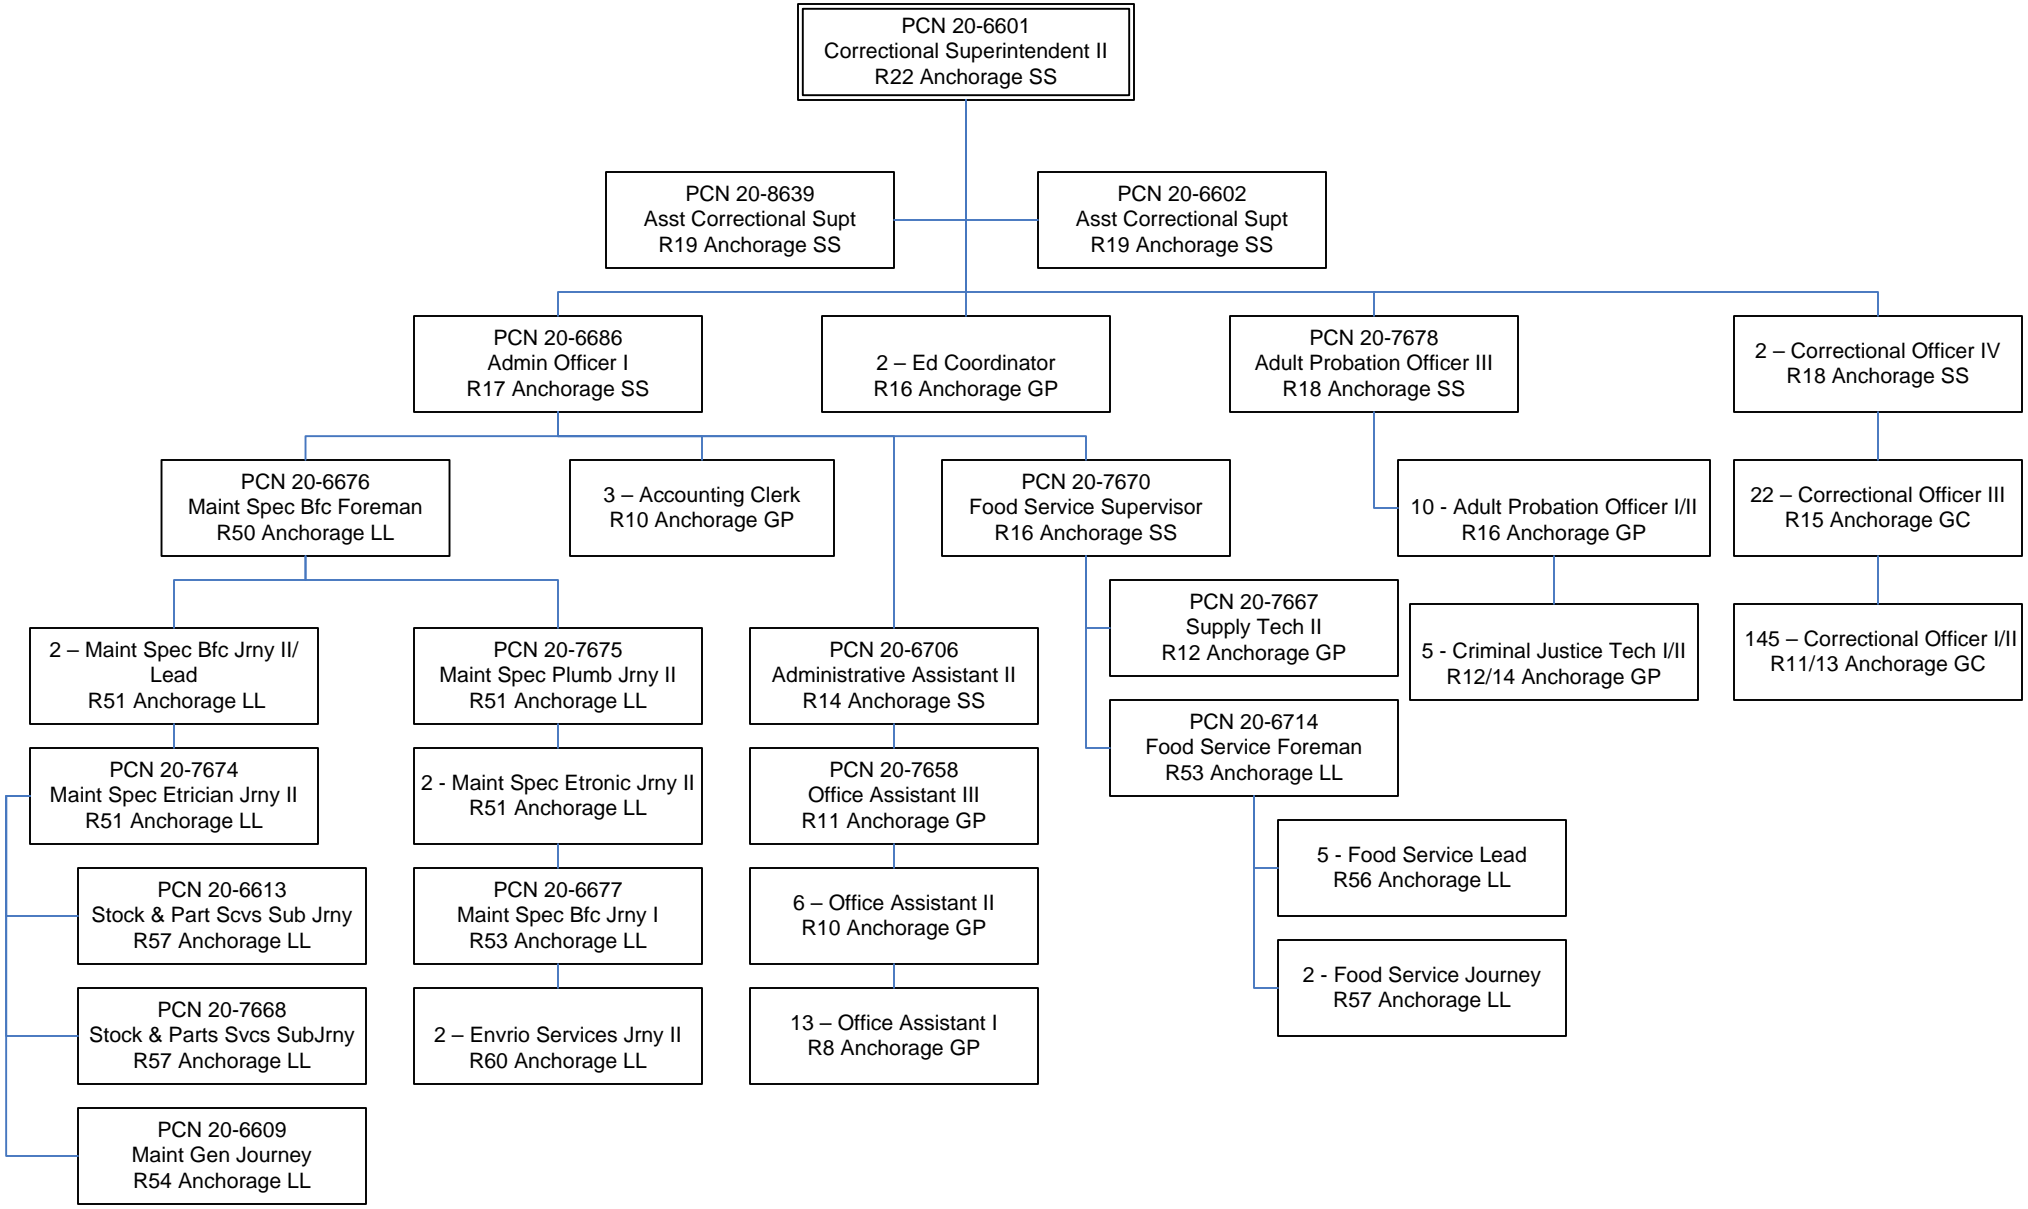 PCN 20-6601
Correctional Superintendent II
R22 Anchorage SS
PCN 20-8639
Asst Correctional Supt
R19 Anchorage SS
PCN 20-6602
Asst Correctional Supt
R19 Anchorage SS
PCN 20-6686
Admin Officer I
R17 Anchorage SS
2 – Ed Coordinator
R16 Anchorage GP
PCN 20-7678
Adult Probation Officer III
R18 Anchorage SS
2 – Correctional Officer IV
R18 Anchorage SS
PCN 20-6676
Maint Spec Bfc Foreman
R50 Anchorage LL
3 – Accounting Clerk
R10 Anchorage GP
PCN 20-7670
Food Service Supervisor
R16 Anchorage SS
10 - Adult Probation Officer I/II
R16 Anchorage GP
22 – Correctional Officer III
R15 Anchorage GC
PCN 20-7667
Supply Tech II
R12 Anchorage GP
5 - Criminal Justice Tech I/II
R12/14 Anchorage GP
145 – Correctional Officer I/II
R11/13 Anchorage GC
2 – Maint Spec Bfc Jrny II/
Lead
R51 Anchorage LL
PCN 20-7675
Maint Spec Plumb Jrny II
R51 Anchorage LL
PCN 20-6706
Administrative Assistant II
R14 Anchorage SS
PCN 20-6714
Food Service Foreman
R53 Anchorage LL
PCN 20-7674
Maint Spec Etrician Jrny II
R51 Anchorage LL
2 - Maint Spec Etronic Jrny II
R51 Anchorage LL
PCN 20-7658
Office Assistant III
R11 Anchorage GP
5 - Food Service Lead
R56 Anchorage LL
PCN 20-6613
Stock & Part Scvs Sub Jrny
R57 Anchorage LL
PCN 20-6677
Maint Spec Bfc Jrny I
R53 Anchorage LL
6 – Office Assistant II
R10 Anchorage GP
2 - Food Service Journey
R57 Anchorage LL
PCN 20-7668
Stock & Parts Svcs SubJrny
R57 Anchorage LL
2 – Envrio Services Jrny II
R60 Anchorage LL
13 – Office Assistant I
R8 Anchorage GP
PCN 20-6609
Maint Gen Journey
R54 Anchorage LL